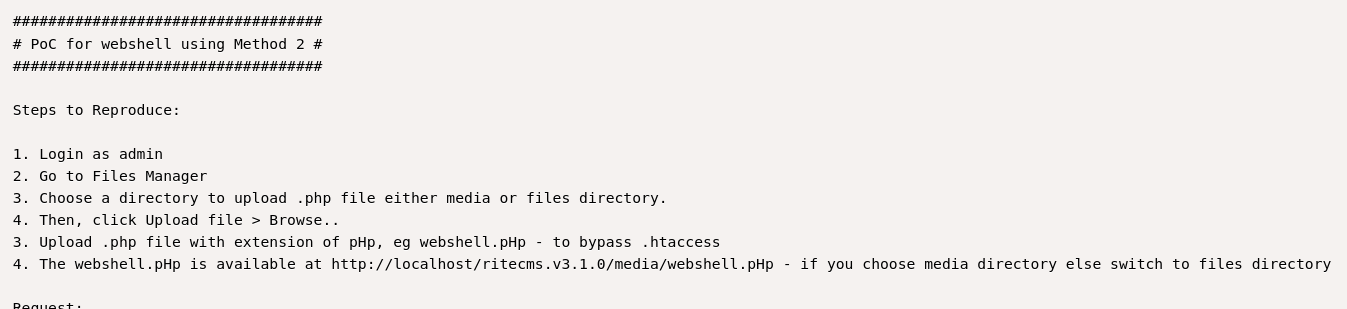 ###################################
# PoC for webshell using Method 2 #
###################################
Steps to Reproduce:
1. Login as admin
2. Go to Files Manager
3. Choose a directory to upload .php file either media or files directory.
4. Then, click Upload file > Browse..
3. Upload .php file with extension of pHp, eg webshell.pHp - to bypass .htaccess
4. The webshell.pHp is available at http://localhost/ritecms.v3.1.0/media/webshell.pHp - if you choose media directory else switch to files directory
Request: